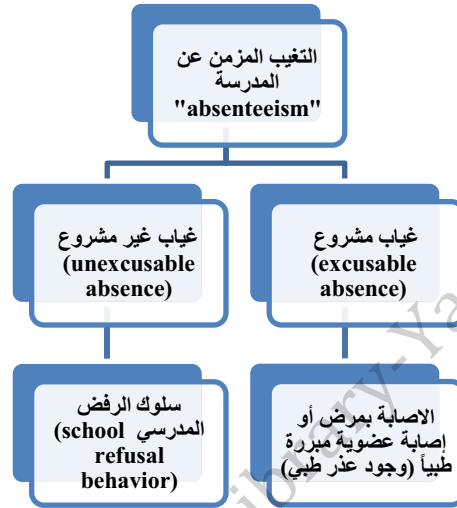 التغيب المزمن عن
المدرسة
"absenteeism"
غياب مشروع
(excusable
absence)
غياب غير مشروع
(unexcusable
absence)
الاصابة بمرض أو
إصابة عضوية مبررة
طبياً (وجود عذر طبي)
سلوك الرفض
المدرسي (school
refusal
behavior)